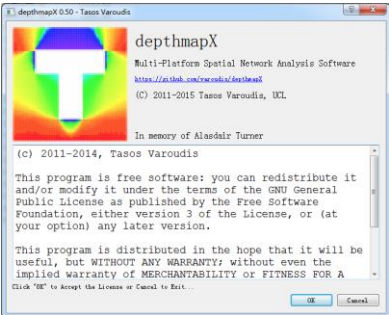 depthmapX 0.50 - Tasos Varoudis
depthmapX
Multi-Platform Spatial Network Analysis Software
https://github.com/varoudis/depthmapX
(C) 2011-2015 Tasos Varoudis, UCL
In memory of Alasdair Turner
(c) 2011-2014, Tasos Varoudis
This program is free software: you can redistribute it
and/or modify it under the terms of the GNU General
Public License as published by the Free Software
Foundation, either version 3 of the License, or (at
your option) any later version.
This program is distributed in the hope that it will be
useful, but WITHOUT ANY WARRANTY; without even the
implied warranty of MERCHANTABILITY or FITNESS FOR A
Click "OK" to Accept the License or Cancel to Exit...
OK
Cancel